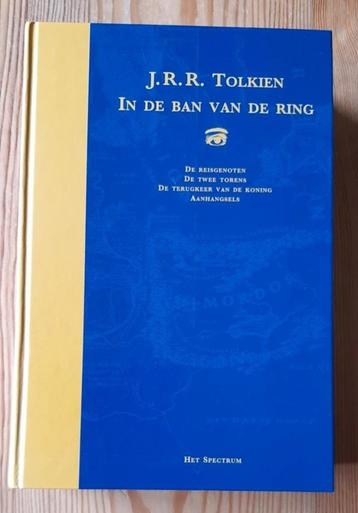 J.R.R. TOLKIEN
IN DE BAN VAN DE RING
DE REISGENOTEN
DE TWEE TORENS
DE TERUGKEER VAN DE KONING
AANHANGSELS
MORDOR
HET SPECTRUM